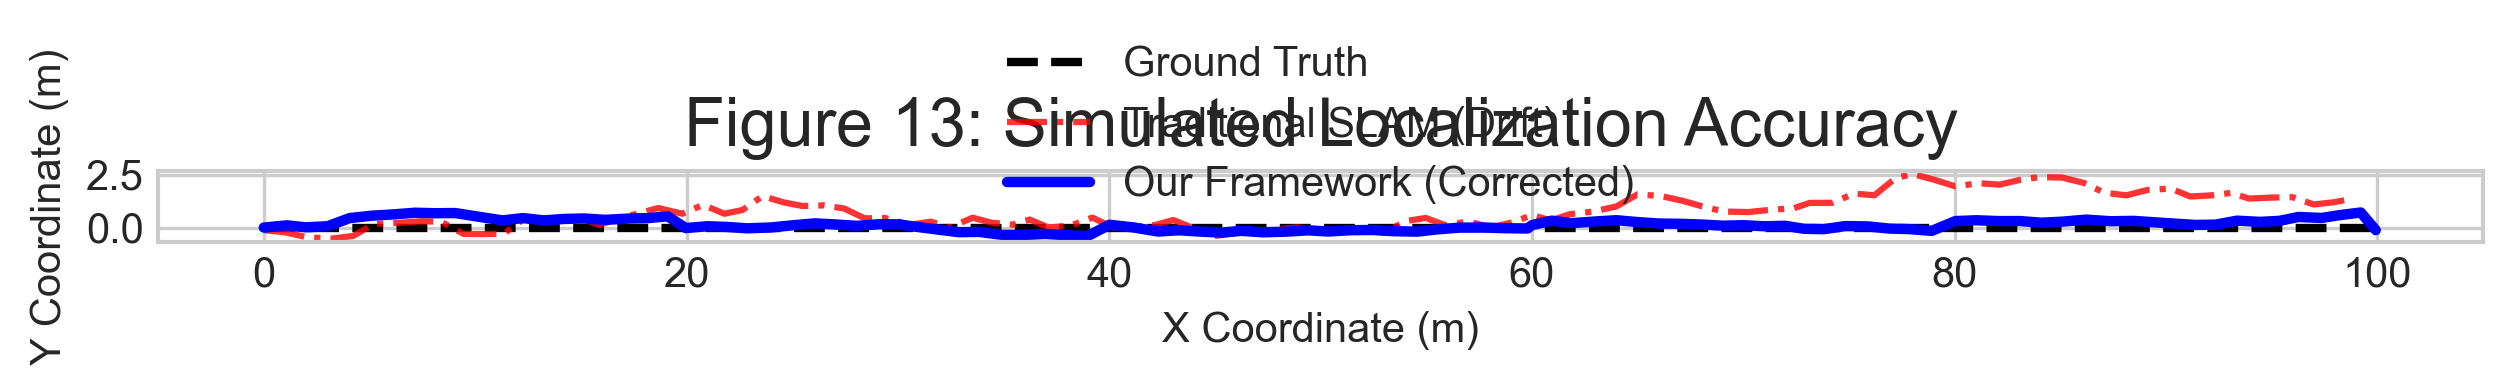 Ground Truth
Figure 13: Simulated Localization Accuracy
Traditional SLAM (Drift)
Our Framework (Corrected)
Y Coordinate (m)
2.5
0.0
0 20 40 60 80 100
X Coordinate (m)